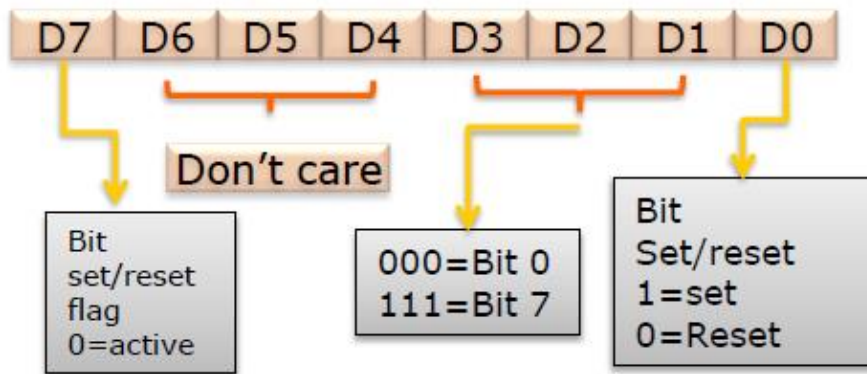 D7 D6 D5 D4 D3 D2 D1 D0
Don't care
Bit
set/reset
flag
0=active
000=Bit 0
111=Bit 7
Bit
Set/reset
1=set
0=Reset